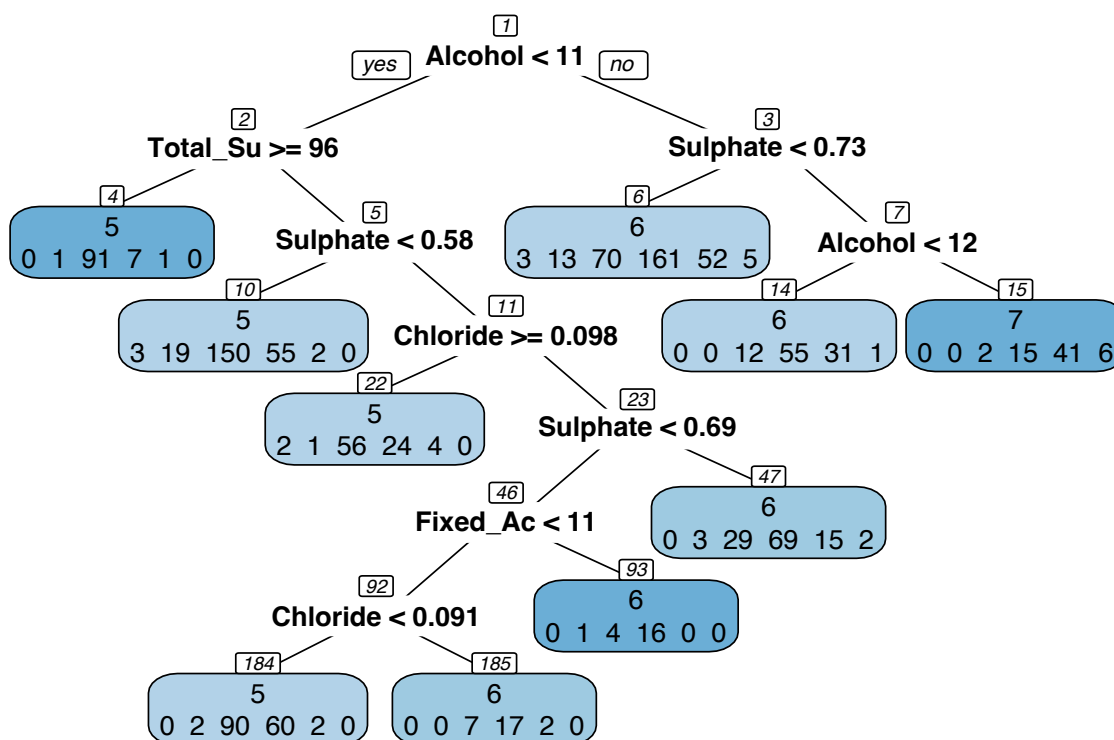 1
Alcohol < 11
yes
no
2
Total_Su >= 96
3
Sulphate < 0.73
4
5
0 1 91 7 1 0
5
Sulphate < 0.58
6
6
3 13 70 161 52 5
7
Alcohol < 12
10
5
3 19 150 55 2 0
11
Chloride >= 0.098
14
6
0 0 12 55 31 1
15
7
0 0 2 15 41 6
22
5
2 1 56 24 4 0
23
Sulphate < 0.69
46
Fixed_Ac < 11
47
6
0 3 29 69 15 2
92
Chloride < 0.091
93
6
0 1 4 16 0 0
184
5
0 2 90 60 2 0
185
6
0 0 7 17 2 0